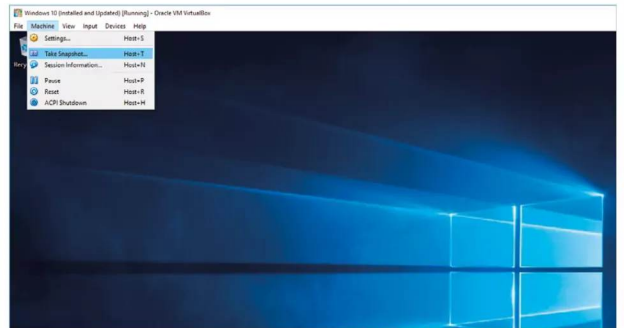 Windows 10 (Installed and Updated) [Running] - Oracle VM VirtualBox
File Machine View Input Devices Help
Settings... Host+S
Take Snapshot... Host+T
Session Information... Host+N
Pause Host+P
Reset Host+R
ACPI Shutdown Host+H
Recy